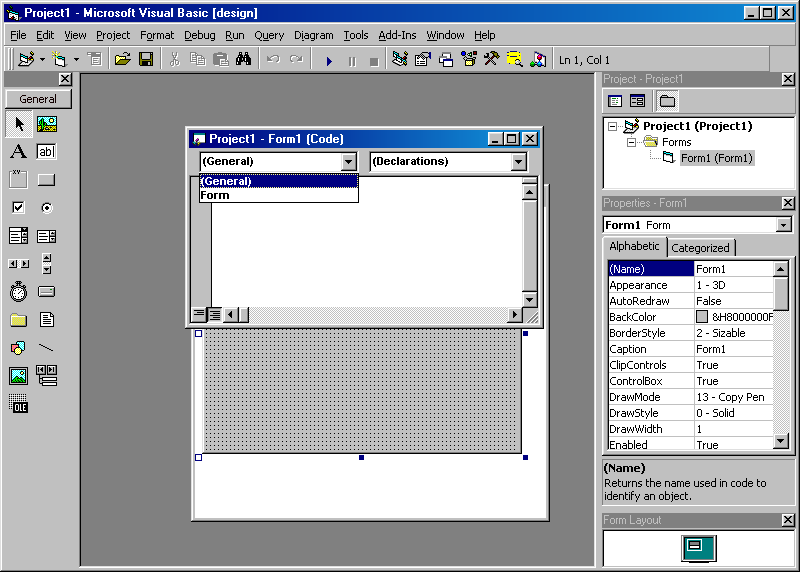 Project1 - Microsoft Visual Basic [design]
File Edit View Project Format Debug Run Query Diagram Tools Add-Ins Window Help
Ln 1, Col 1
General
A
ab
xy
OLE
Project1 - Form1 (Code)
(General) (Declarations)
(General)
Form
Project - Project1
Project1 (Project1)
Forms
Form1 (Form1)
Properties - Form1
Form1 Form
Alphabetic Categorized
(Name) Form1
Appearance 1 - 3D
AutoRedraw False
BackColor &H8000000F
BorderStyle 2 - Sizable
Caption Form1
ClipControls True
ControlBox True
DrawMode 13 - Copy Pen
DrawStyle 0 - Solid
DrawWidth 1
Enabled True
(Name)
Returns the name used in code to
identify an object.
Form Layout